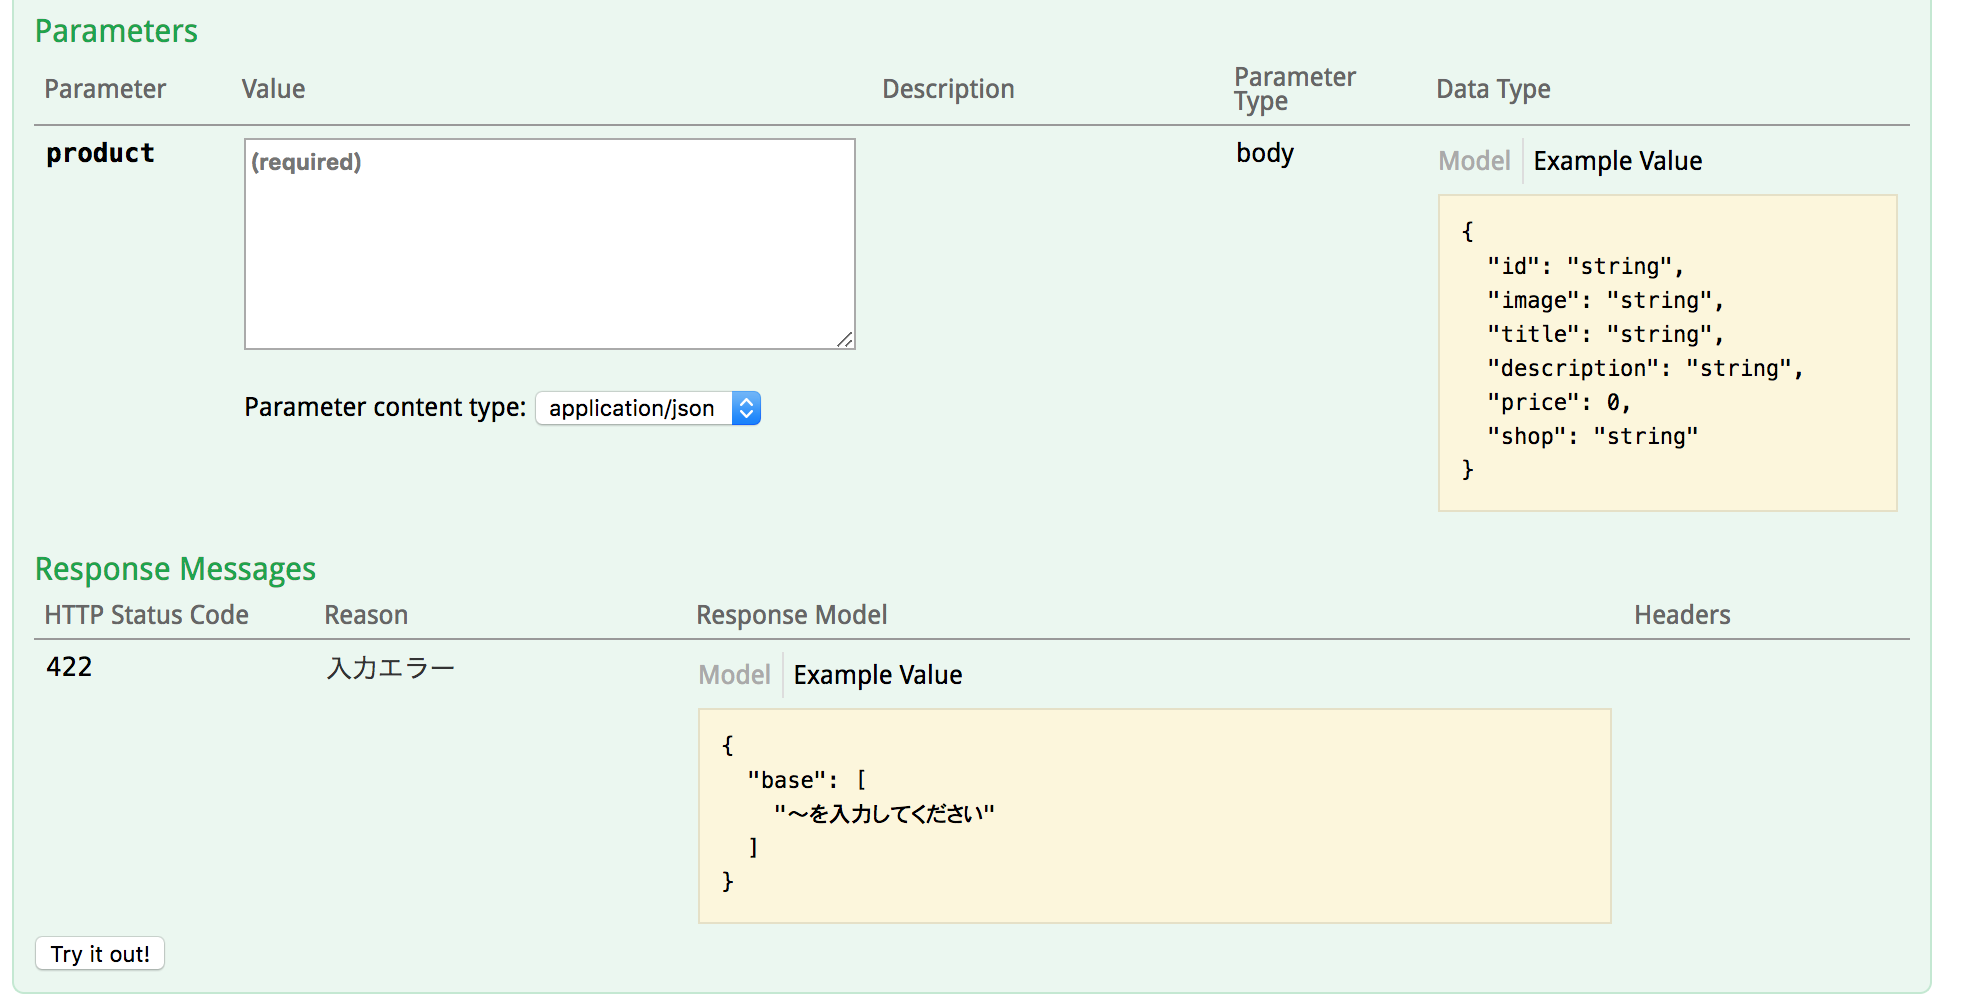 Parameters
Parameter Value Description Parameter Type Data Type
product (required) body Model Example Value
{
"id": "string",
"image": "string",
"title": "string",
"description": "string",
"price": 0,
"shop": "string"
}
Parameter content type: application/json
Response Messages
HTTP Status Code Reason Response Model Headers
422 入力エラー Model Example Value
{
"base": [
"〜を入力してください"
]
}
Try it out!